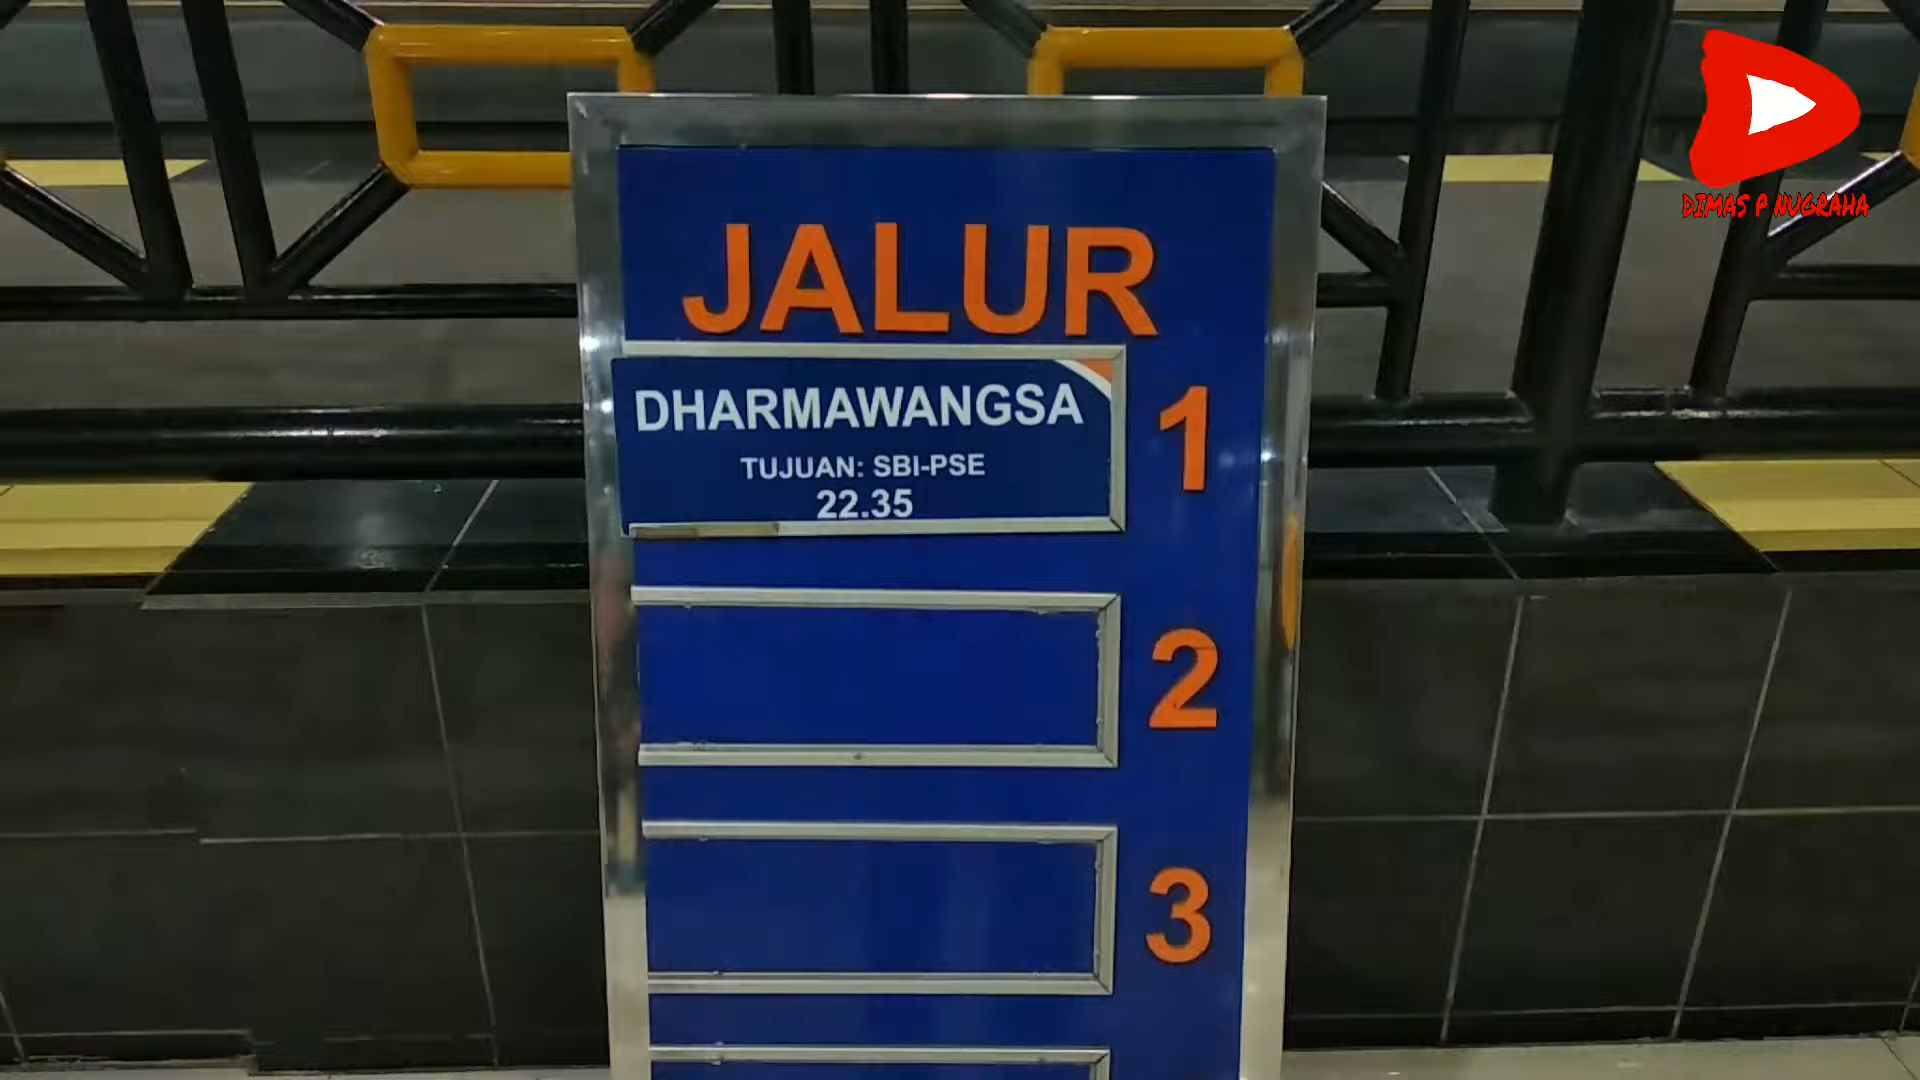 DIMAS P NUGRAHA
JALUR
DHARMAWANGSA
TUJUAN: SBI-PSE
22.35
1
2
3